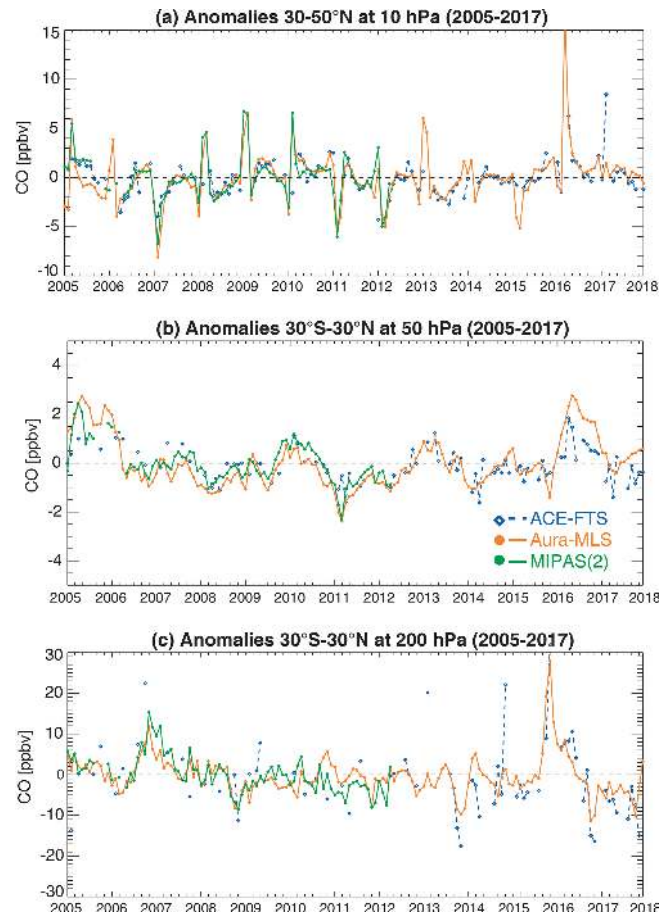 (a) Anomalies 30-50°N at 10 hPa (2005-2017)
15
10
5
0
-5
-10
CO [ppbv]
2005 2006 2007 2008 2009 2010 2011 2012 2013 2014 2015 2016 2017 2018
(b) Anomalies 30°S-30°N at 50 hPa (2005-2017)
4
2
0
-2
-4
CO [ppbv]
ACE-FTS
Aura-MLS
MIPAS(2)
2005 2006 2007 2008 2009 2010 2011 2012 2013 2014 2015 2016 2017 2018
(c) Anomalies 30°S-30°N at 200 hPa (2005-2017)
30
20
10
0
-10
-20
-30
CO [ppbv]
2005 2006 2007 2008 2009 2010 2011 2012 2013 2014 2015 2016 2017 2018